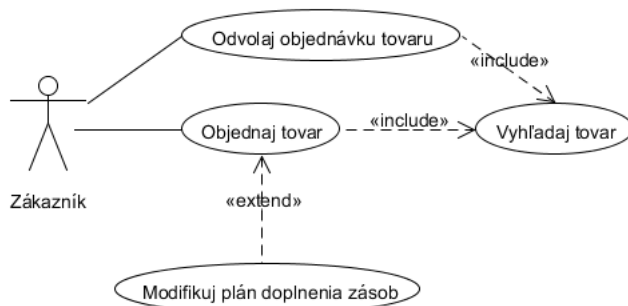 Odvolaj objednávku tovaru
«include»
Objednaj tovar
«include»
Vyhľadaj tovar
Zákazník
«extend»
Modifikuj plán doplnenia zásob